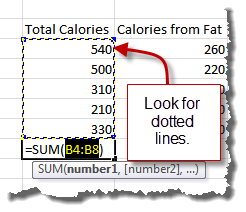 Total Calories Calories from Fat
540 260
500 220
310
210
330
Look for
dotted
lines.
=SUM(B4:B8)
SUM(number1, [number2], ...)